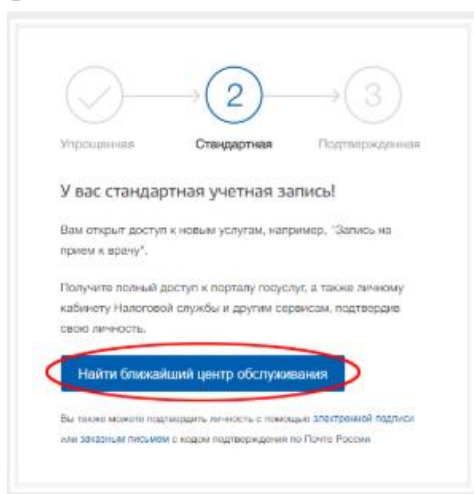 2
3
Упрощенная
Стандартная
Подтвержденная
У вас стандартная учетная запись!
Вам открыт доступ к новым услугам, например, "Запись на
прием к врачу".
Получите полный доступ к порталу госуслуг, а также личному
кабинету Налоговой службы и другим сервисам, подтвердив
свою личность.
Найти ближайший центр обслуживания
Вы также можете подтвердить личность с помощью электронной подписи
или заказным письмом с кодом подтверждения по Почте России